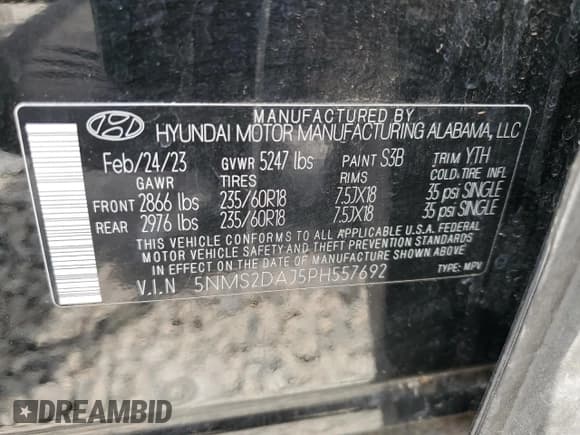 MANUFACTURED BY
HYUNDAI MOTOR MANUFACTURING ALABAMA, LLC
Feb/24/23 GVWR 5247 lbs PAINT S3B TRIM YTH
GAWR TIRES RIMS COLD TIRE INFL
FRONT 2866 lbs 235/60R18 7.5JX18 35 psi SINGLE
REAR 2976 lbs 235/60R18 7.5JX18 35 psi SINGLE
THIS VEHICLE CONFORMS TO ALL APPLICABLE U.S.A. FEDERAL
MOTOR VEHICLE SAFETY, BUMPER, AND THEFT PREVENTION STANDARDS
IN EFFECT ON THE DATE OF MANUFACTURE SHOWN ABOVE
V.I.N 5NMS2DAJ5PH557692 TYPE: MPV
DREAMBID